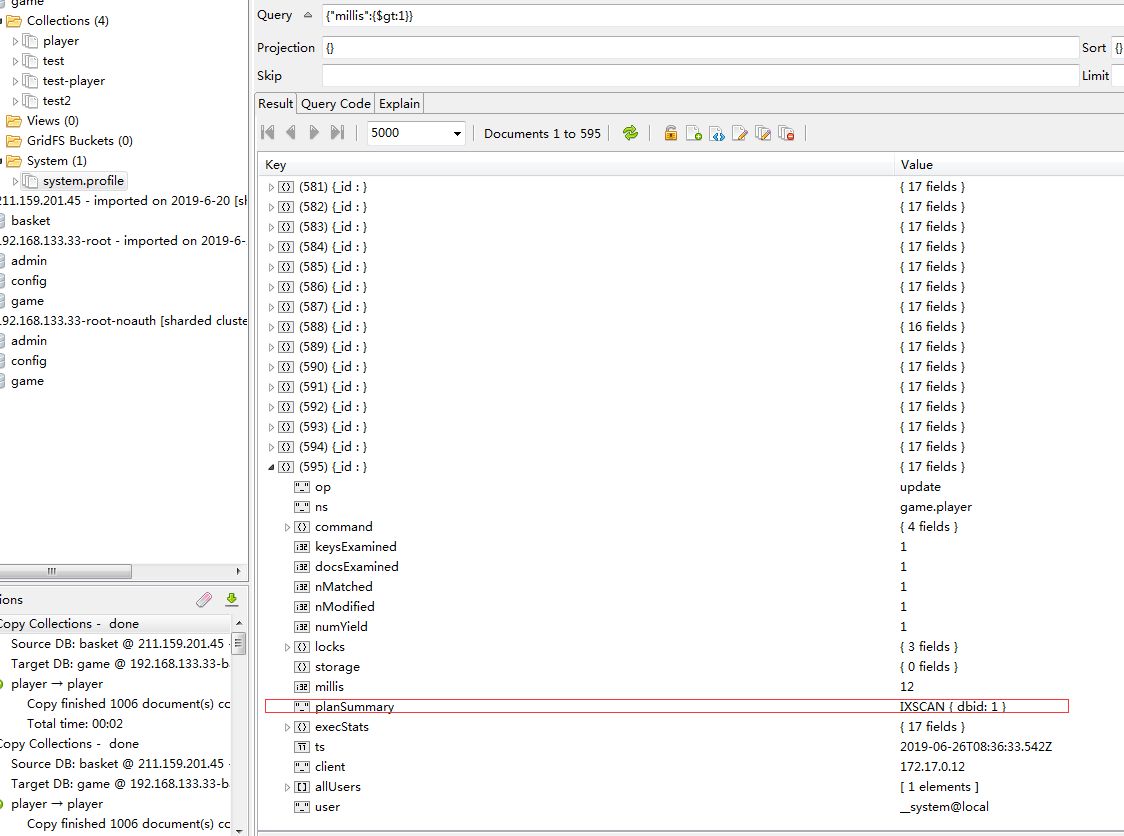 game
Collections (4)
player
test
test-player
test2
Views (0)
GridFS Buckets (0)
System (1)
system.profile
211.159.201.45 - imported on 2019-6-20 [sh
basket
92.168.133.33-root - imported on 2019-6-
admin
config
game
92.168.133.33-root-noauth [sharded cluste
admin
config
game
ions
Copy Collections - done
Source DB: basket @ 211.159.201.45 -
Target DB: game @ 192.168.133.33-b
player → player
Copy finished 1006 document(s) cc
Total time: 00:02
Copy Collections - done
Source DB: basket @ 211.159.201.45 -
Target DB: game @ 192.168.133.33-b
player → player
Copy finished 1006 document(s) cc
Query {"millis":{$gt:1}}
Projection {} Sort {}
Skip Limit
Result Query Code Explain
5000 Documents 1 to 595
Key Value
(581) {_id : } { 17 fields }
(582) {_id : } { 17 fields }
(583) {_id : } { 17 fields }
(584) {_id : } { 17 fields }
(585) {_id : } { 17 fields }
(586) {_id : } { 17 fields }
(587) {_id : } { 17 fields }
(588) {_id : } { 16 fields }
(589) {_id : } { 17 fields }
(590) {_id : } { 17 fields }
(591) {_id : } { 17 fields }
(592) {_id : } { 17 fields }
(593) {_id : } { 17 fields }
(594) {_id : } { 17 fields }
(595) {_id : } { 17 fields }
op update
ns game.player
command { 4 fields }
keysExamined 1
docsExamined 1
nMatched 1
nModified 1
numYield 1
locks { 3 fields }
storage { 0 fields }
millis 12
planSummary IXSCAN { dbid: 1 }
execStats { 17 fields }
ts 2019-06-26T08:36:33.542Z
client 172.17.0.12
allUsers [ 1 elements ]
user __system@local